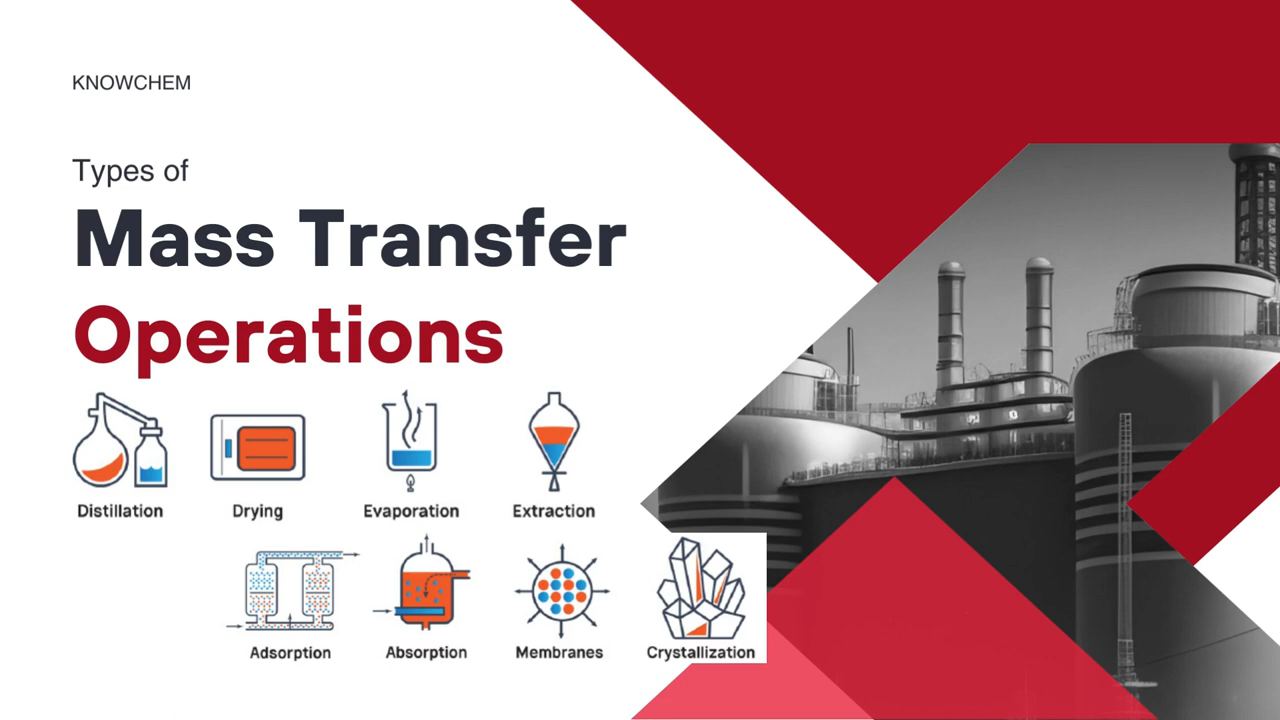 KNOWCHEM
Types of
Mass Transfer
Operations
Distillation
Drying
Evaporation
Extraction
Adsorption
Absorption
Membranes
Crystallization